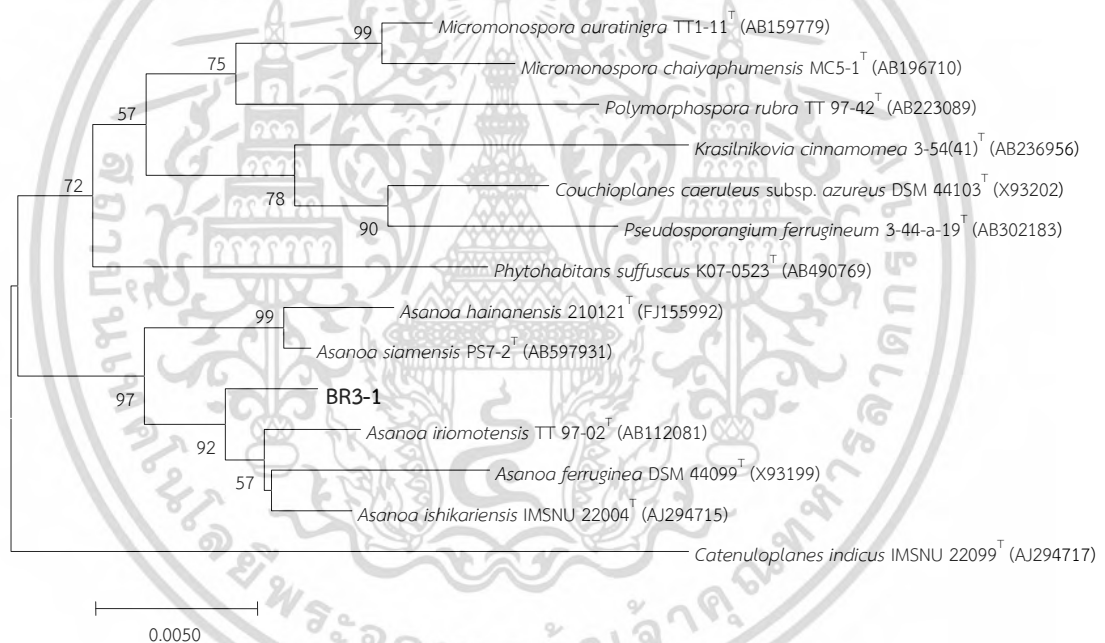 99
Micromonospora auratinigra TT1-11ᵀ (AB159779)
75
Micromonospora chaiyaphumensis MC5-1ᵀ (AB196710)
57
Polymorphospora rubra TT 97-42ᵀ (AB223089)
Krasilnikovia cinnamomea 3-54(41)ᵀ (AB236956)
72
78
Couchioplanes caeruleus subsp. azureus DSM 44103ᵀ (X93202)
90
Pseudosporangium ferrugineum 3-44-a-19ᵀ (AB302183)
Phytohabitans suffuscus K07-0523ᵀ (AB490769)
99
Asanoa hainanensis 210121ᵀ (FJ155992)
Asanoa siamensis PS7-2ᵀ (AB597931)
97
BR3-1
92
Asanoa iriomotensis TT 97-02ᵀ (AB112081)
57
Asanoa ferruginea DSM 44099ᵀ (X93199)
Asanoa ishikariensis IMSNU 22004ᵀ (AJ294715)
Catenuloplanes indicus IMSNU 22099ᵀ (AJ294717)
0.0050